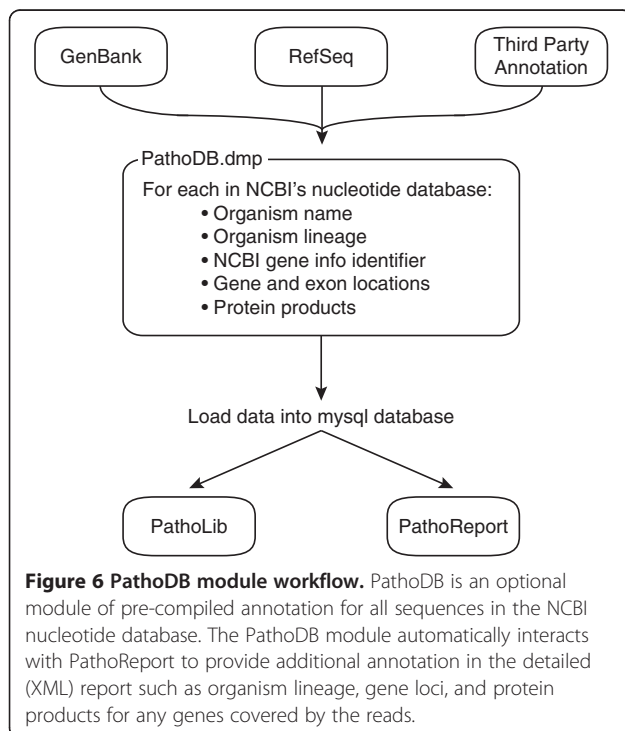 GenBank
RefSeq
Third Party
Annotation
PathoDB.dmp
For each in NCBI's nucleotide database:
• Organism name
• Organism lineage
• NCBI gene info identifier
• Gene and exon locations
• Protein products
Load data into mysql database
PathoLib
PathoReport
Figure 6 PathoDB module workflow. PathoDB is an optional
module of pre-compiled annotation for all sequences in the NCBI
nucleotide database. The PathoDB module automatically interacts
with PathoReport to provide additional annotation in the detailed
(XML) report such as organism lineage, gene loci, and protein
products for any genes covered by the reads.